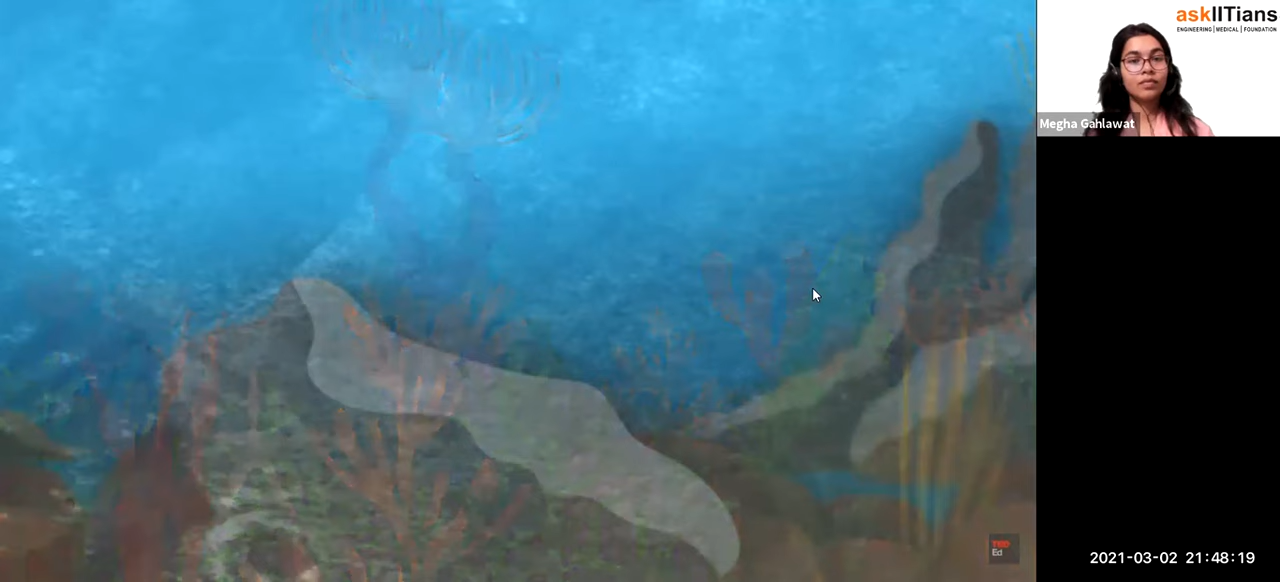 askIITians
ENGINEERING | MEDICAL | FOUNDATION
Megha Gahlawat
TED
Ed
2021-03-02 21:48:19